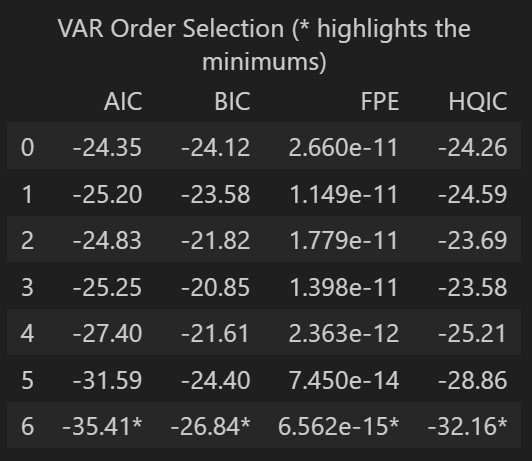 VAR Order Selection (* highlights the
minimums)
AIC BIC FPE HQIC
0 -24.35 -24.12 2.660e-11 -24.26
1 -25.20 -23.58 1.149e-11 -24.59
2 -24.83 -21.82 1.779e-11 -23.69
3 -25.25 -20.85 1.398e-11 -23.58
4 -27.40 -21.61 2.363e-12 -25.21
5 -31.59 -24.40 7.450e-14 -28.86
6 -35.41* -26.84* 6.562e-15* -32.16*